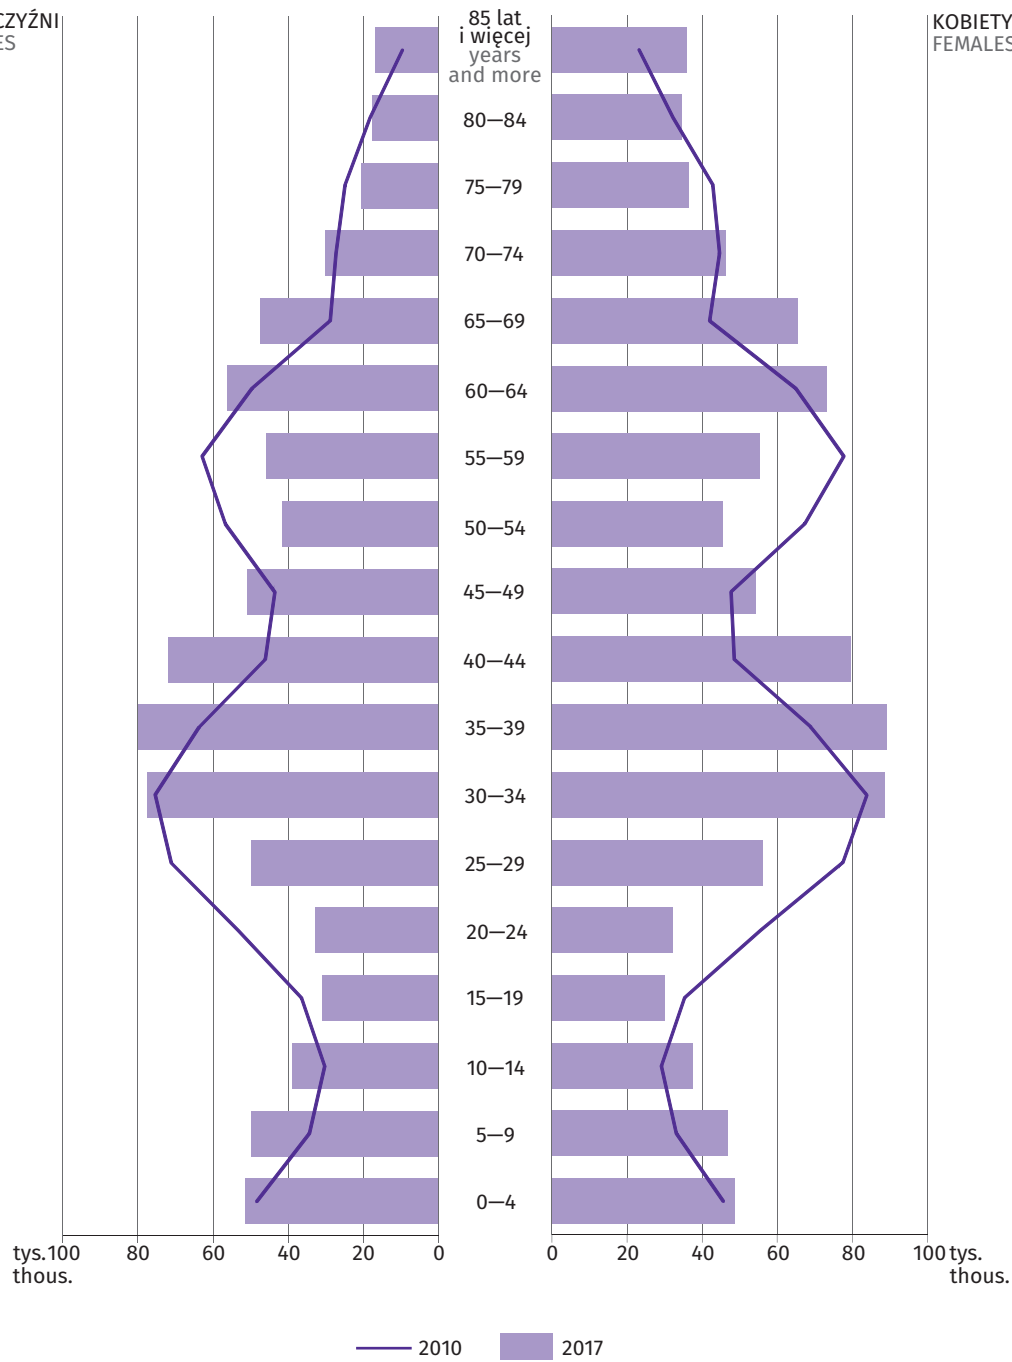 CZYŹNI
ES
85 lat
i więcej
years
and more
KOBIETY
FEMALES
80—84
75—79
70—74
65—69
60—64
55—59
50—54
45—49
40—44
35—39
30—34
25—29
20—24
15—19
10—14
5—9
0—4
tys. 100 80 60 40 20 0 0 20 40 60 80 100 tys.
thous. thous.
2010 2017